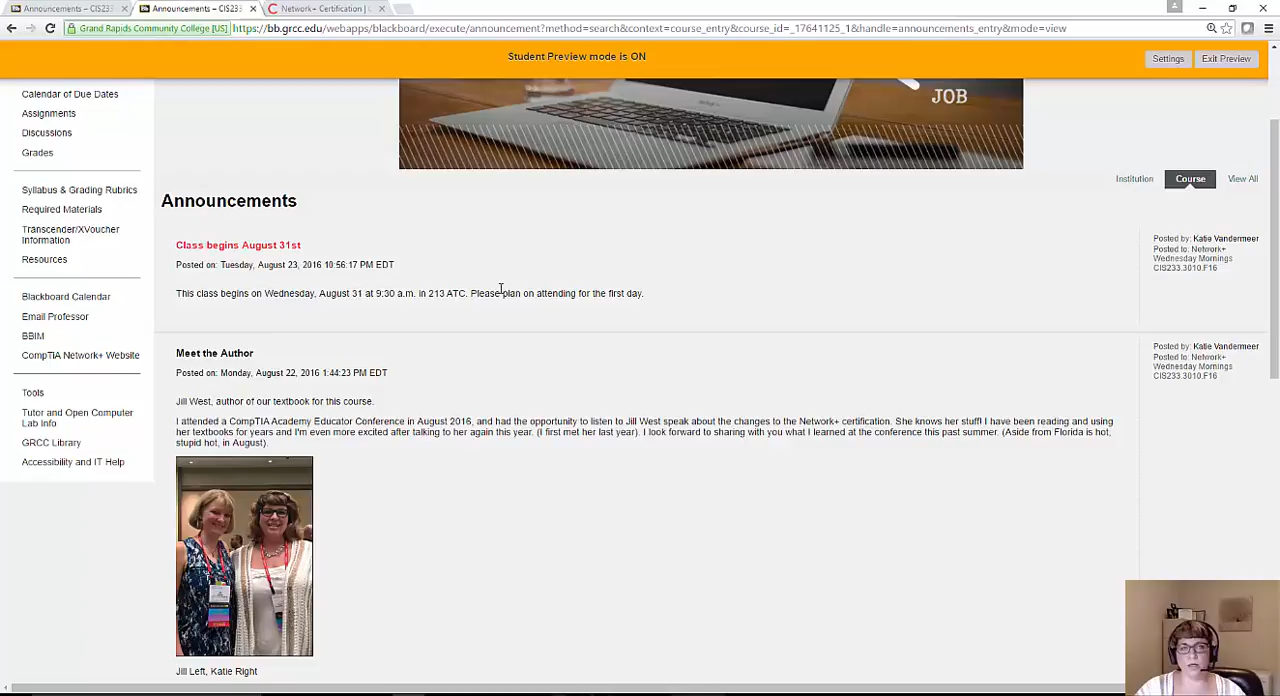 Announcements – CIS23
Announcements – CIS23
Network+ Certification |
Grand Rapids Community College [US]
https://bb.grcc.edu/webapps/blackboard/execute/announcement?method=search&context=course_entry&course_id=_17641125_1&handle=announcements_entry&mode=view
Student Preview mode is ON
Settings
Exit Preview
JOB
Calendar of Due Dates
Assignments
Discussions
Grades
Syllabus & Grading Rubrics
Required Materials
Transcender/XVoucher
Information
Resources
Blackboard Calendar
Email Professor
BBIM
CompTIA Network+ Website
Tools
Tutor and Open Computer
Lab Info
GRCC Library
Accessibility and IT Help
Institution
Course
View All
Announcements
Class begins August 31st
Posted on: Tuesday, August 23, 2016 10:56:17 PM EDT
This class begins on Wednesday, August 31 at 9:30 a.m. in 213 ATC. Please plan on attending for the first day.
Posted by: Katie Vandermeer
Posted to: Network+
Wednesday Mornings
CIS233.3010.F16
Meet the Author
Posted on: Monday, August 22, 2016 1:44:23 PM EDT
Jill West, author of our textbook for this course.
I attended a CompTIA Academy Educator Conference in August 2016, and had the opportunity to listen to Jill West speak about the changes to the Network+ certification. She knows her stuff! I have been reading and using
her textbooks for years and I'm even more excited after talking to her again this year. (I first met her last year). I look forward to sharing with you what I learned at the conference this past summer. (Aside from Florida is hot,
stupid hot, in August).
Jill Left, Katie Right
Posted by: Katie Vandermeer
Posted to: Network+
Wednesday Mornings
CIS233.3010.F16